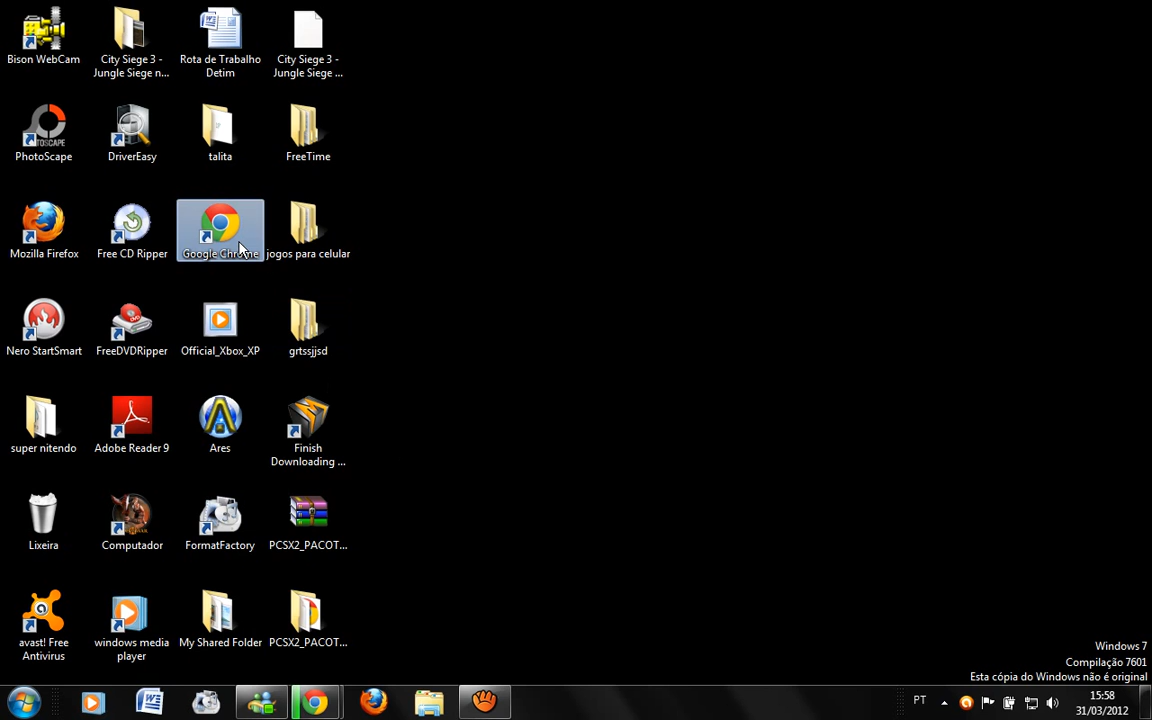 Bison WebCam
City Siege 3 -
Jungle Siege n...
Rota de Trabalho
Detim
City Siege 3 -
Jungle Siege ...
PhotoScape
DriverEasy
talita
FreeTime
Mozilla Firefox
Free CD Ripper
Google Chrome
jogos para celular
Nero StartSmart
FreeDVDRipper
Official_Xbox_XP
grtssjjsd
super nitendo
Adobe Reader 9
Ares
Finish
Downloading ...
Lixeira
Computador
FormatFactory
PCSX2_PACOT...
avast! Free
Antivirus
windows media
player
My Shared Folder
PCSX2_PACOT...
Windows 7
Compilação 7601
Esta cópia do Windows não é original
PT
15:58
31/03/2012